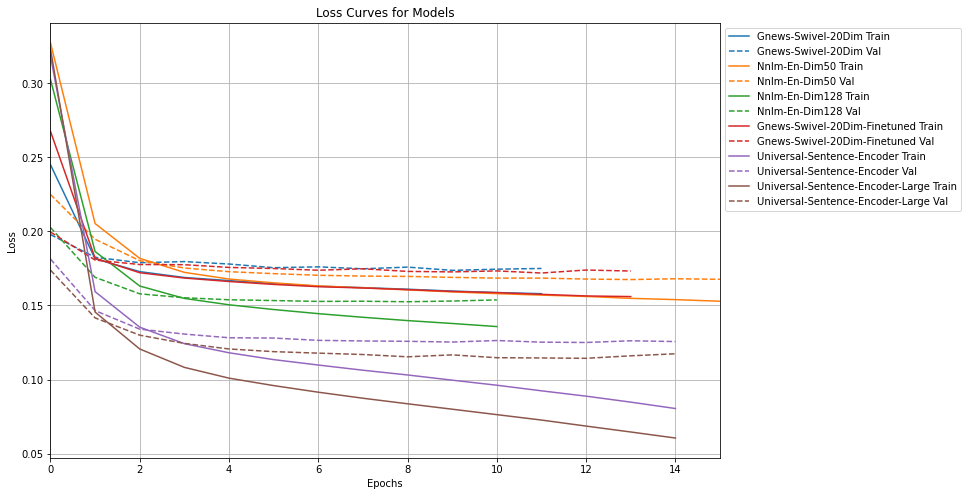 Loss Curves for Models
Loss
0.30
0.25
0.20
0.15
0.10
0.05
0 2 4 6 8 10 12 14
Epochs
Gnews-Swivel-20Dim Train
Gnews-Swivel-20Dim Val
Nnlm-En-Dim50 Train
Nnlm-En-Dim50 Val
Nnlm-En-Dim128 Train
Nnlm-En-Dim128 Val
Gnews-Swivel-20Dim-Finetuned Train
Gnews-Swivel-20Dim-Finetuned Val
Universal-Sentence-Encoder Train
Universal-Sentence-Encoder Val
Universal-Sentence-Encoder-Large Train
Universal-Sentence-Encoder-Large Val